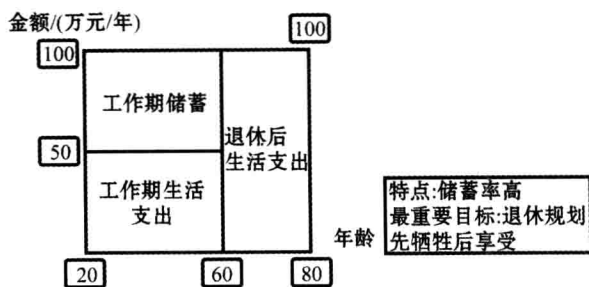 金额/(万元/年)
100
100
工作期储蓄
退休后
生活支出
50
工作期生活
支出
特点:储蓄率高
最重要目标:退休规划
先牺牲后享受
年龄
20
60
80